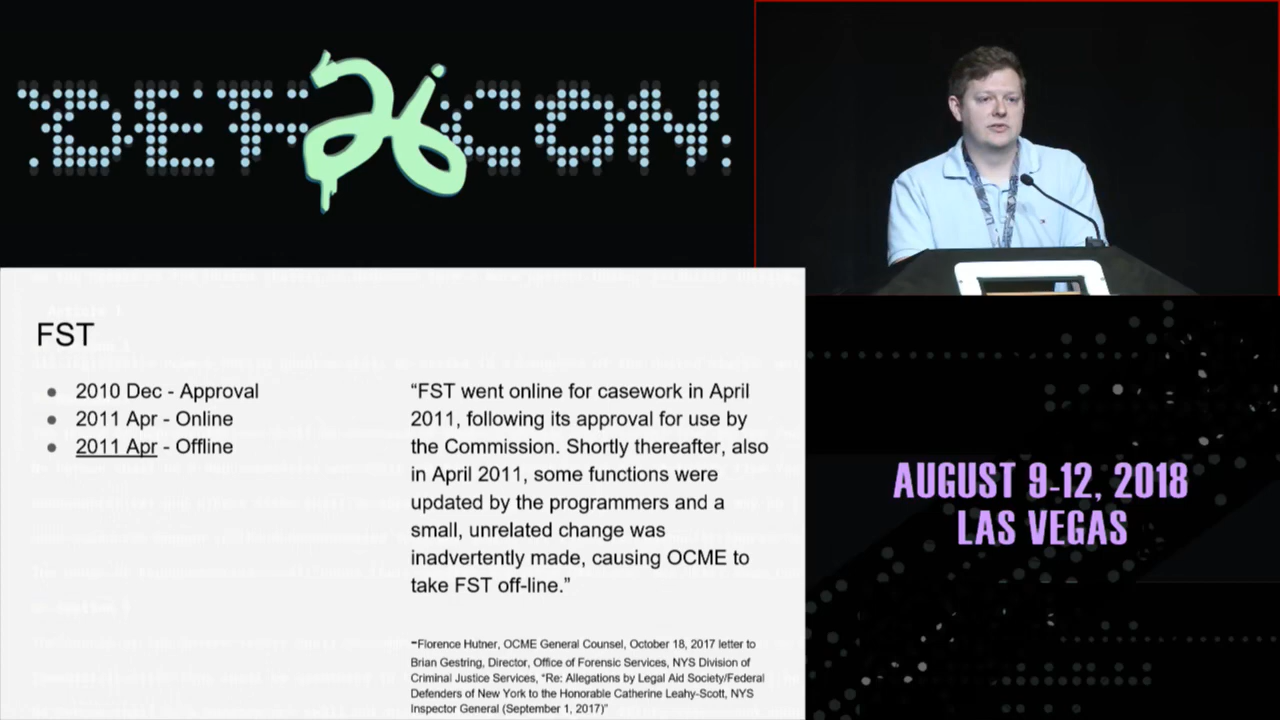 DEF 26 CON
FST
2010 Dec - Approval
2011 Apr - Online
2011 Apr - Offline
“FST went online for casework in April
2011, following its approval for use by
the Commission. Shortly thereafter, also
in April 2011, some functions were
updated by the programmers and a
small, unrelated change was
inadvertently made, causing OCME to
take FST off-line.”
-Florence Hutner, OCME General Counsel, October 18, 2017 letter to
Brian Gestring, Director, Office of Forensic Services, NYS Division of
Criminal Justice Services, “Re: Allegations by Legal Aid Society/Federal
Defenders of New York to the Honorable Catherine Leahy-Scott, NYS
Inspector General (September 1, 2017)”
AUGUST 9-12, 2018
LAS VEGAS